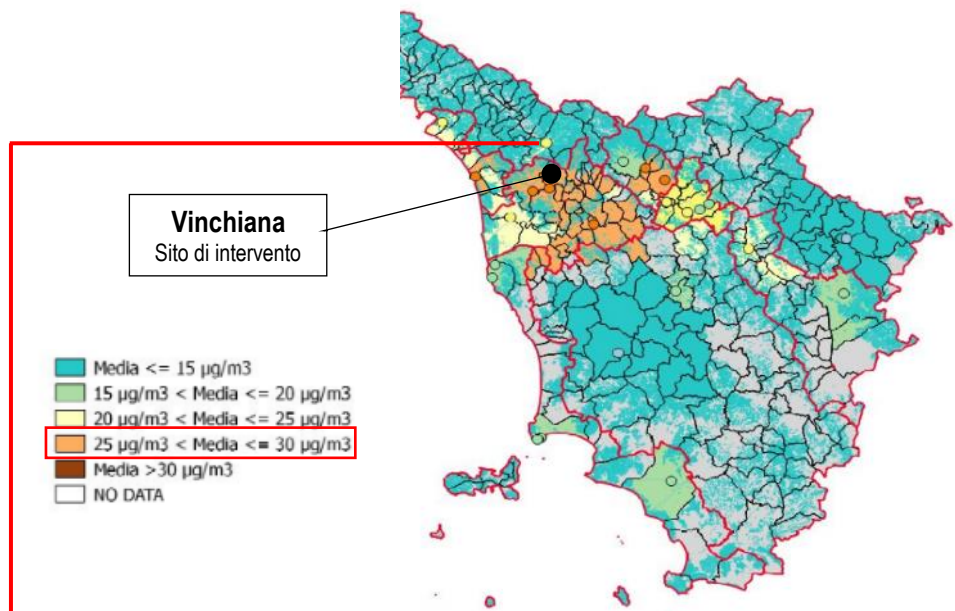 Vinchiana
Sito di intervento
Media <= 15 µg/m3
15 µg/m3 < Media <= 20 µg/m3
20 µg/m3 < Media <= 25 µg/m3
25 µg/m3 < Media <= 30 µg/m3
Media >30 µg/m3
NO DATA